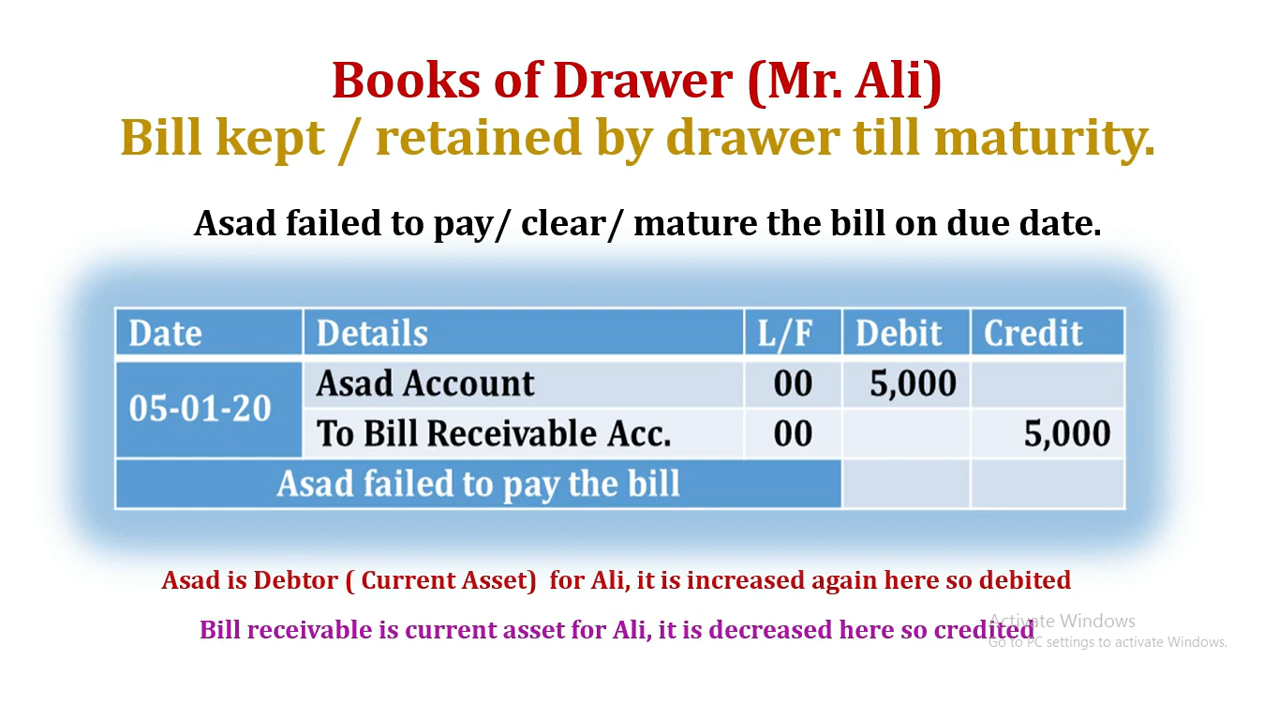 Books of Drawer (Mr. Ali)
Bill kept / retained by drawer till maturity.
Asad failed to pay/ clear/ mature the bill on due date.
Date Details L/F Debit Credit
05-01-20 Asad Account 00 5,000
To Bill Receivable Acc. 00 5,000
Asad failed to pay the bill
Asad is Debtor ( Current Asset) for Ali, it is increased again here so debited
Bill receivable is current asset for Ali, it is decreased here so credited
Activate Windows
Go to PC settings to activate Windows.